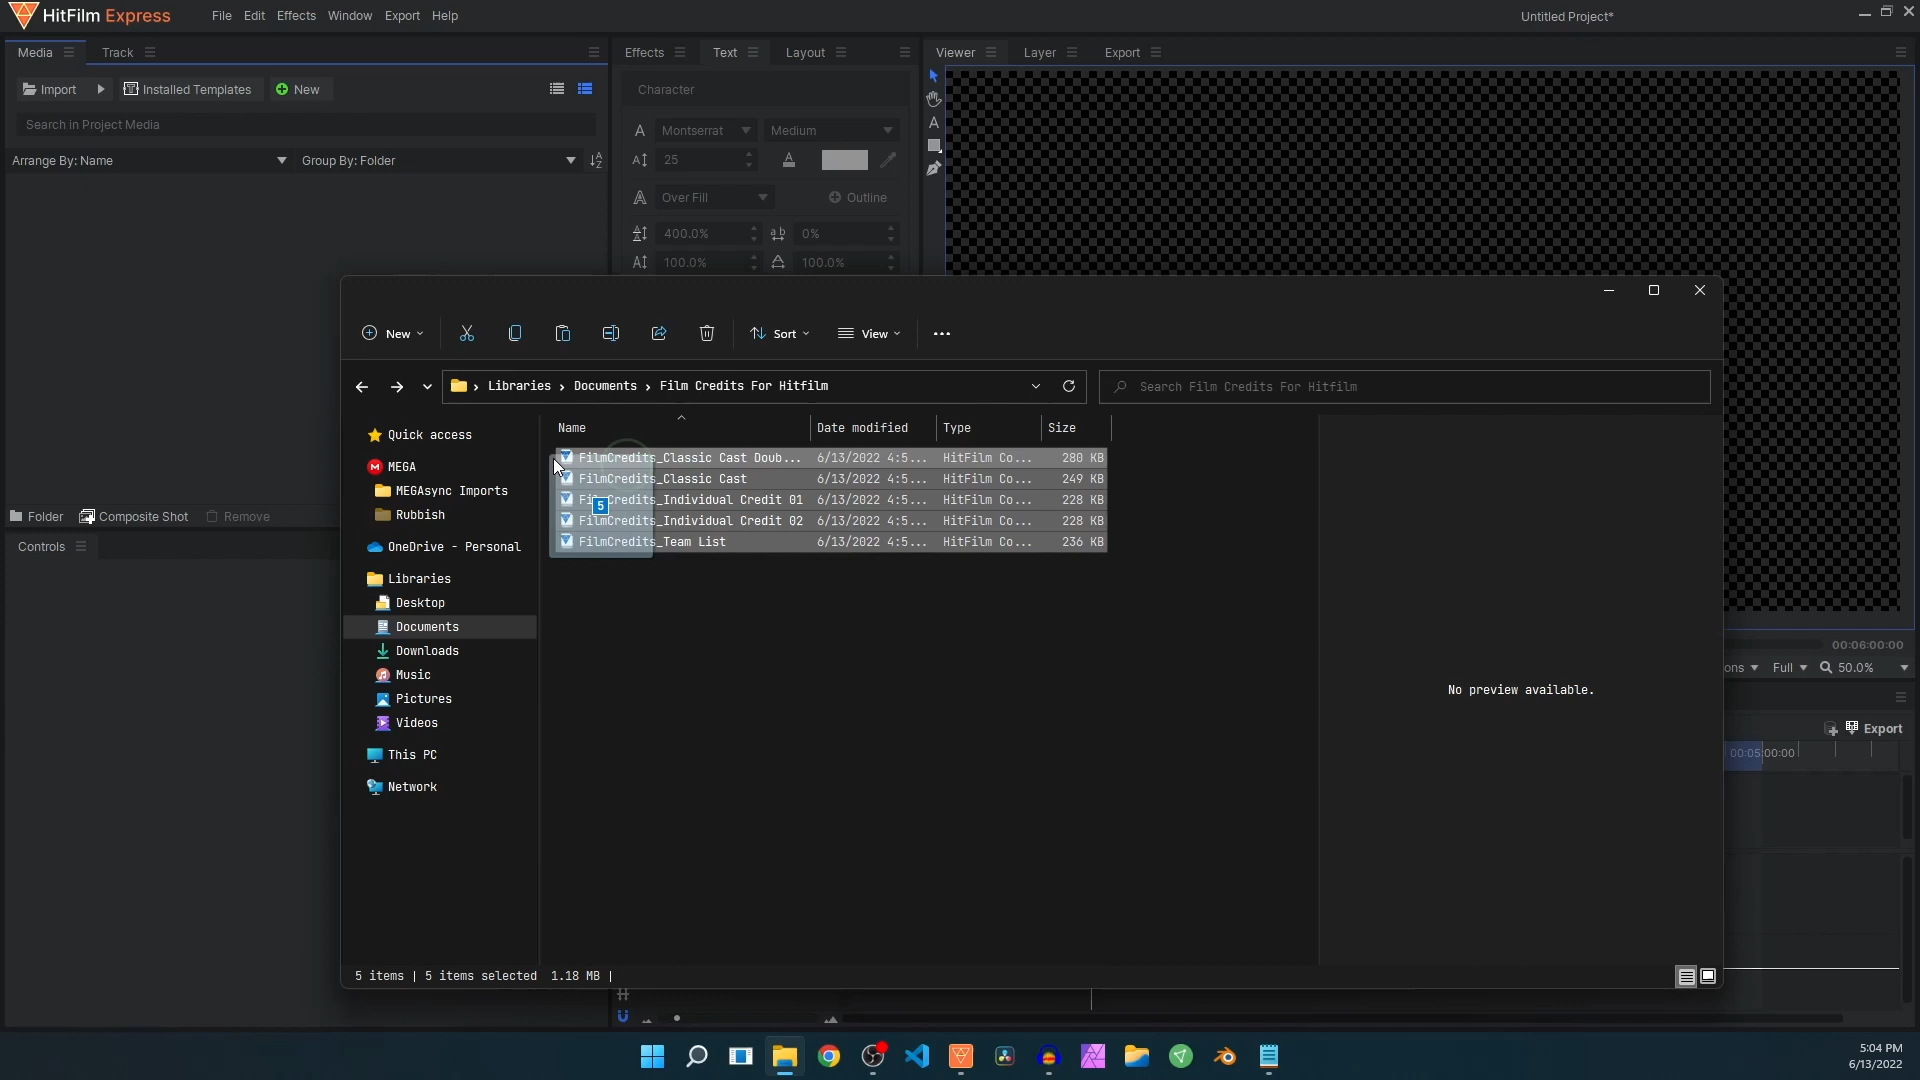 HitFilm Express
File Edit Effects Window Export Help
Untitled Project*
Media Track
Effects Text Layout
Viewer Layer Export
Import Installed Templates New
Character
Search in Project Media
A Montserrat Medium
Arrange By: Name Group By: Folder
25
Over Fill Outline
400.0% 0%
100.0% 100.0%
New Sort View
Libraries › Documents › Film Credits For Hitfilm
Search Film Credits For Hitfilm
Name Date modified Type Size
Quick access
MEGA
MEGAsync Imports
Rubbish
OneDrive - Personal
Libraries
Desktop
Documents
Downloads
Music
Pictures
Videos
This PC
Network
FilmCredits_Classic Cast Doub... 6/13/2022 4:5... HitFilm Co... 280 KB
FilmCredits_Classic Cast 6/13/2022 4:5... HitFilm Co... 249 KB
FilmCredits_Individual Credit 01 6/13/2022 4:5... HitFilm Co... 228 KB
5
FilmCredits_Individual Credit 02 6/13/2022 4:5... HitFilm Co... 228 KB
FilmCredits_Team List 6/13/2022 4:5... HitFilm Co... 236 KB
No preview available.
5 items | 5 items selected 1.18 MB |
Folder Composite Shot Remove
Controls
00:06:00:00
ons Full 50.0%
Export
00:05:00:00
5:04 PM
6/13/2022